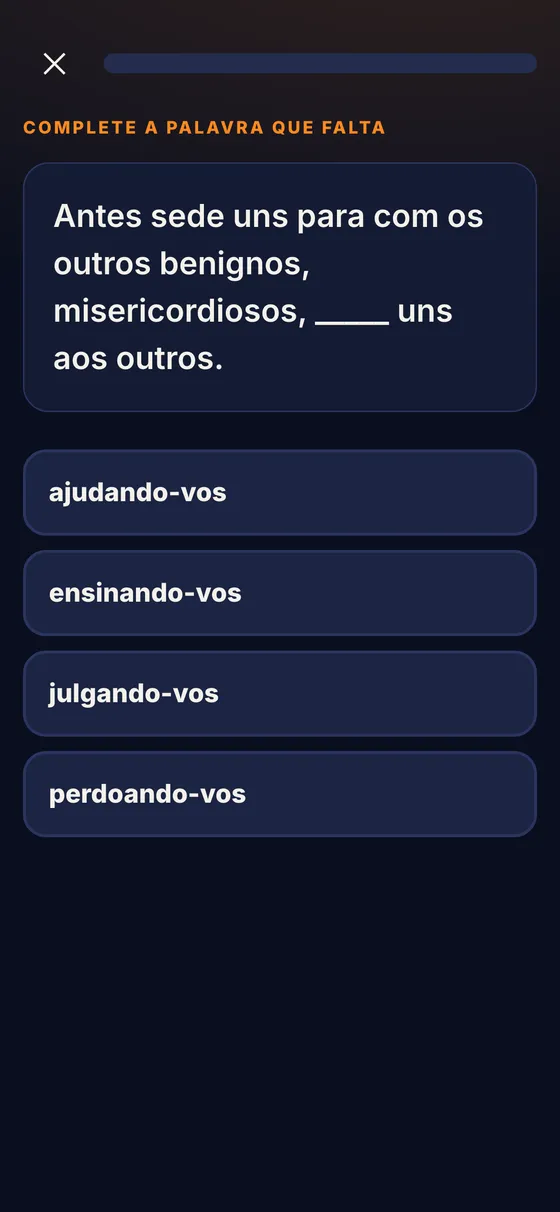 COMPLETE A PALAVRA QUE FALTA
Antes sede uns para com os
outros benignos,
misericordiosos, _____ uns
aos outros.
ajudando-vos
ensinando-vos
julgando-vos
perdoando-vos